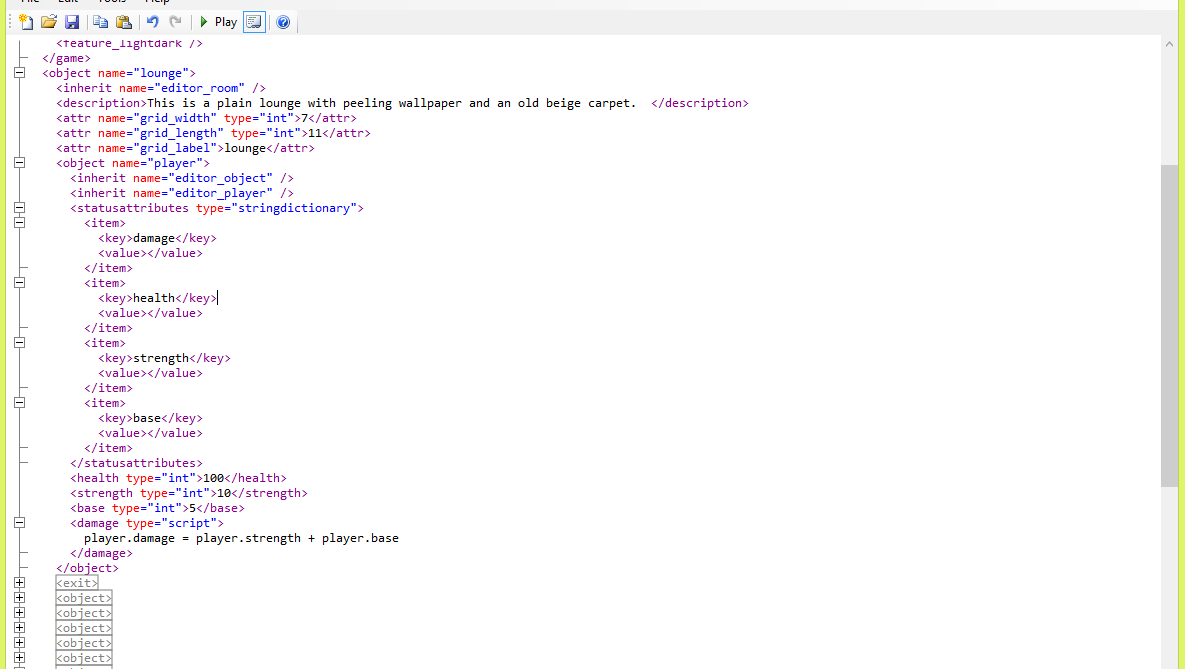 File Edit Tools Help
Play
<feature_lightdark />
</game>
<object name="lounge">
<inherit name="editor_room" />
<description>This is a plain lounge with peeling wallpaper and an old beige carpet.  </description>
<attr name="grid_width" type="int">7</attr>
<attr name="grid_length" type="int">11</attr>
<attr name="grid_label">lounge</attr>
<object name="player">
<inherit name="editor_object" />
<inherit name="editor_player" />
<statusattributes type="stringdictionary">
<item>
<key>damage</key>
<value></value>
</item>
<item>
<key>health</key>
<value></value>
</item>
<item>
<key>strength</key>
<value></value>
</item>
<item>
<key>base</key>
<value></value>
</item>
</statusattributes>
<health type="int">100</health>
<strength type="int">10</strength>
<base type="int">5</base>
<damage type="script">
player.damage = player.strength + player.base
</damage>
</object>
<exit>
<object>
<object>
<object>
<object>
<object>